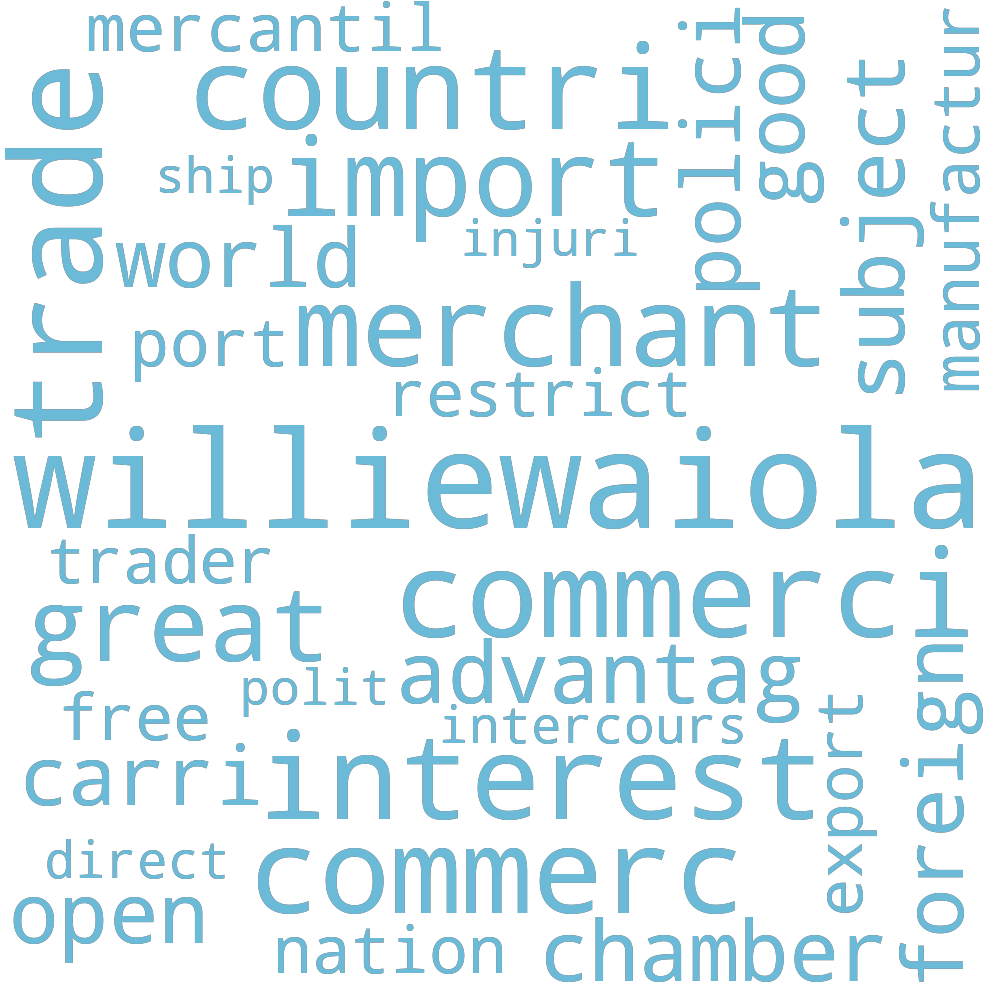 mercantil
countri
polici
good
subject
manufactur
trade
ship
import
injuri
world
port
merchant
restrict
williewaiola
trader
commerci
great
polit
advantag
free
intercours
carri
interest
export
foreign
direct
commerc
open
nation
chamber